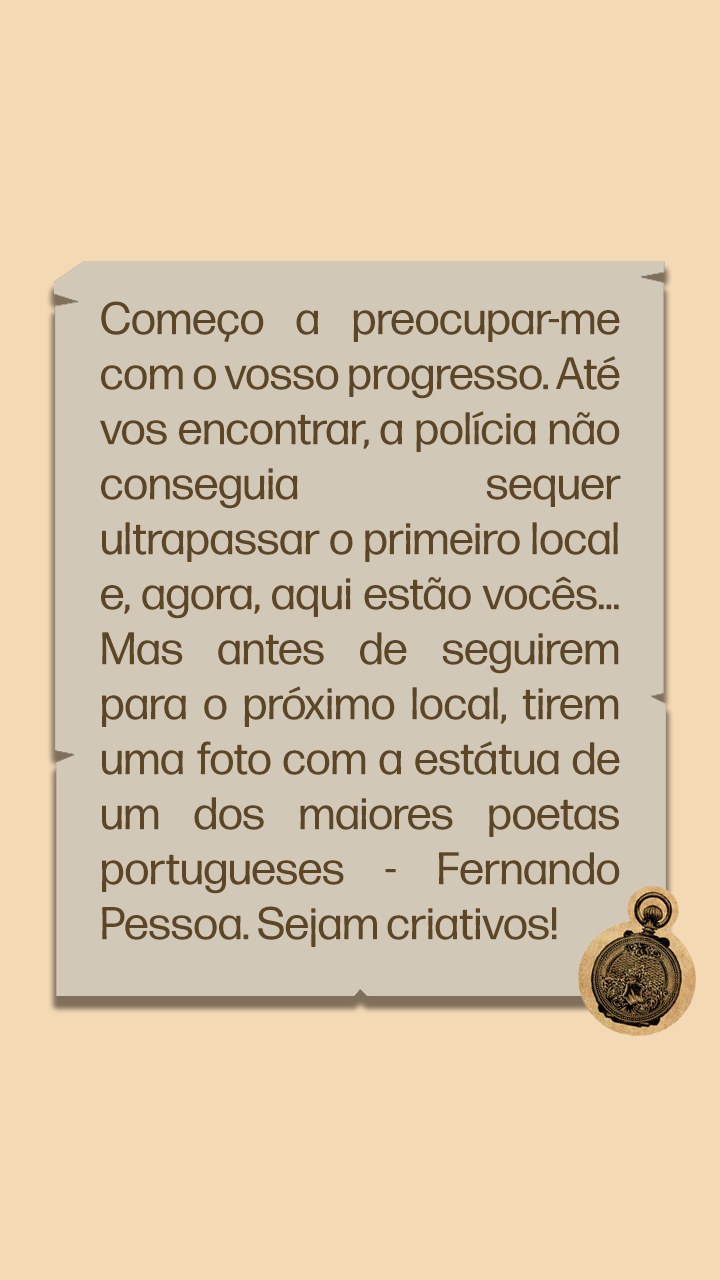 Começo a preocupar-me
com o vosso progresso. Até
vos encontrar, a polícia não
conseguia sequer
ultrapassar o primeiro local
e, agora, aqui estão vocês...
Mas antes de seguirem
para o próximo local, tirem
uma foto com a estátua de
um dos maiores poetas
portugueses - Fernando
Pessoa. Sejam criativos!